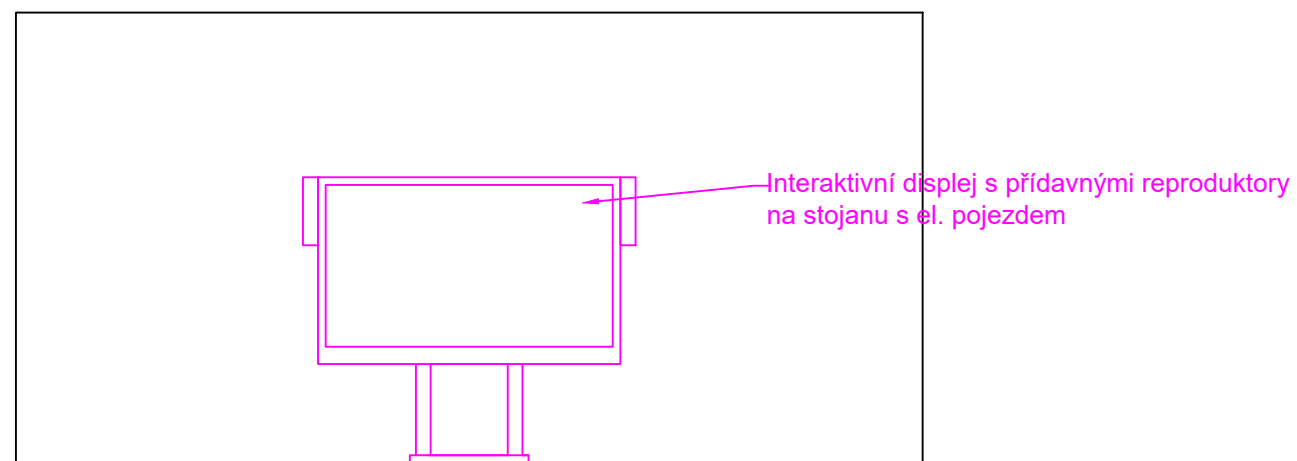 Interaktivní displej s přídavnými reproduktory
na stojanu s el. pojezdem